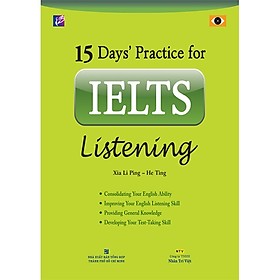 15 Days' Practice for
IELTS
Listening
Xia Li Ping – He Ting
• Consolidating Your English Ability
• Improving Your English Listening Skill
• Providing General Knowledge
• Developing Your Test-Taking Skill
NHÀ XUẤT BẢN TỔNG HỢP
THÀNH PHỐ HỒ CHÍ MINH
NTV
Công ty TNHH
Nhân Trí Việt